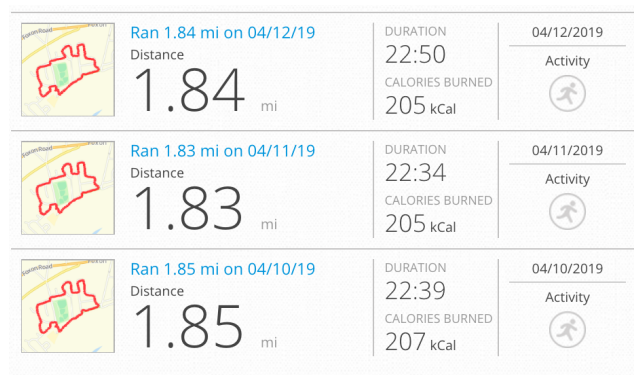 Ran 1.84 mi on 04/12/19
Distance
1.84 mi
DURATION
22:50
CALORIES BURNED
205 kCal
04/12/2019
Activity
Ran 1.83 mi on 04/11/19
Distance
1.83 mi
DURATION
22:34
CALORIES BURNED
205 kCal
04/11/2019
Activity
Ran 1.85 mi on 04/10/19
Distance
1.85 mi
DURATION
22:39
CALORIES BURNED
207 kCal
04/10/2019
Activity